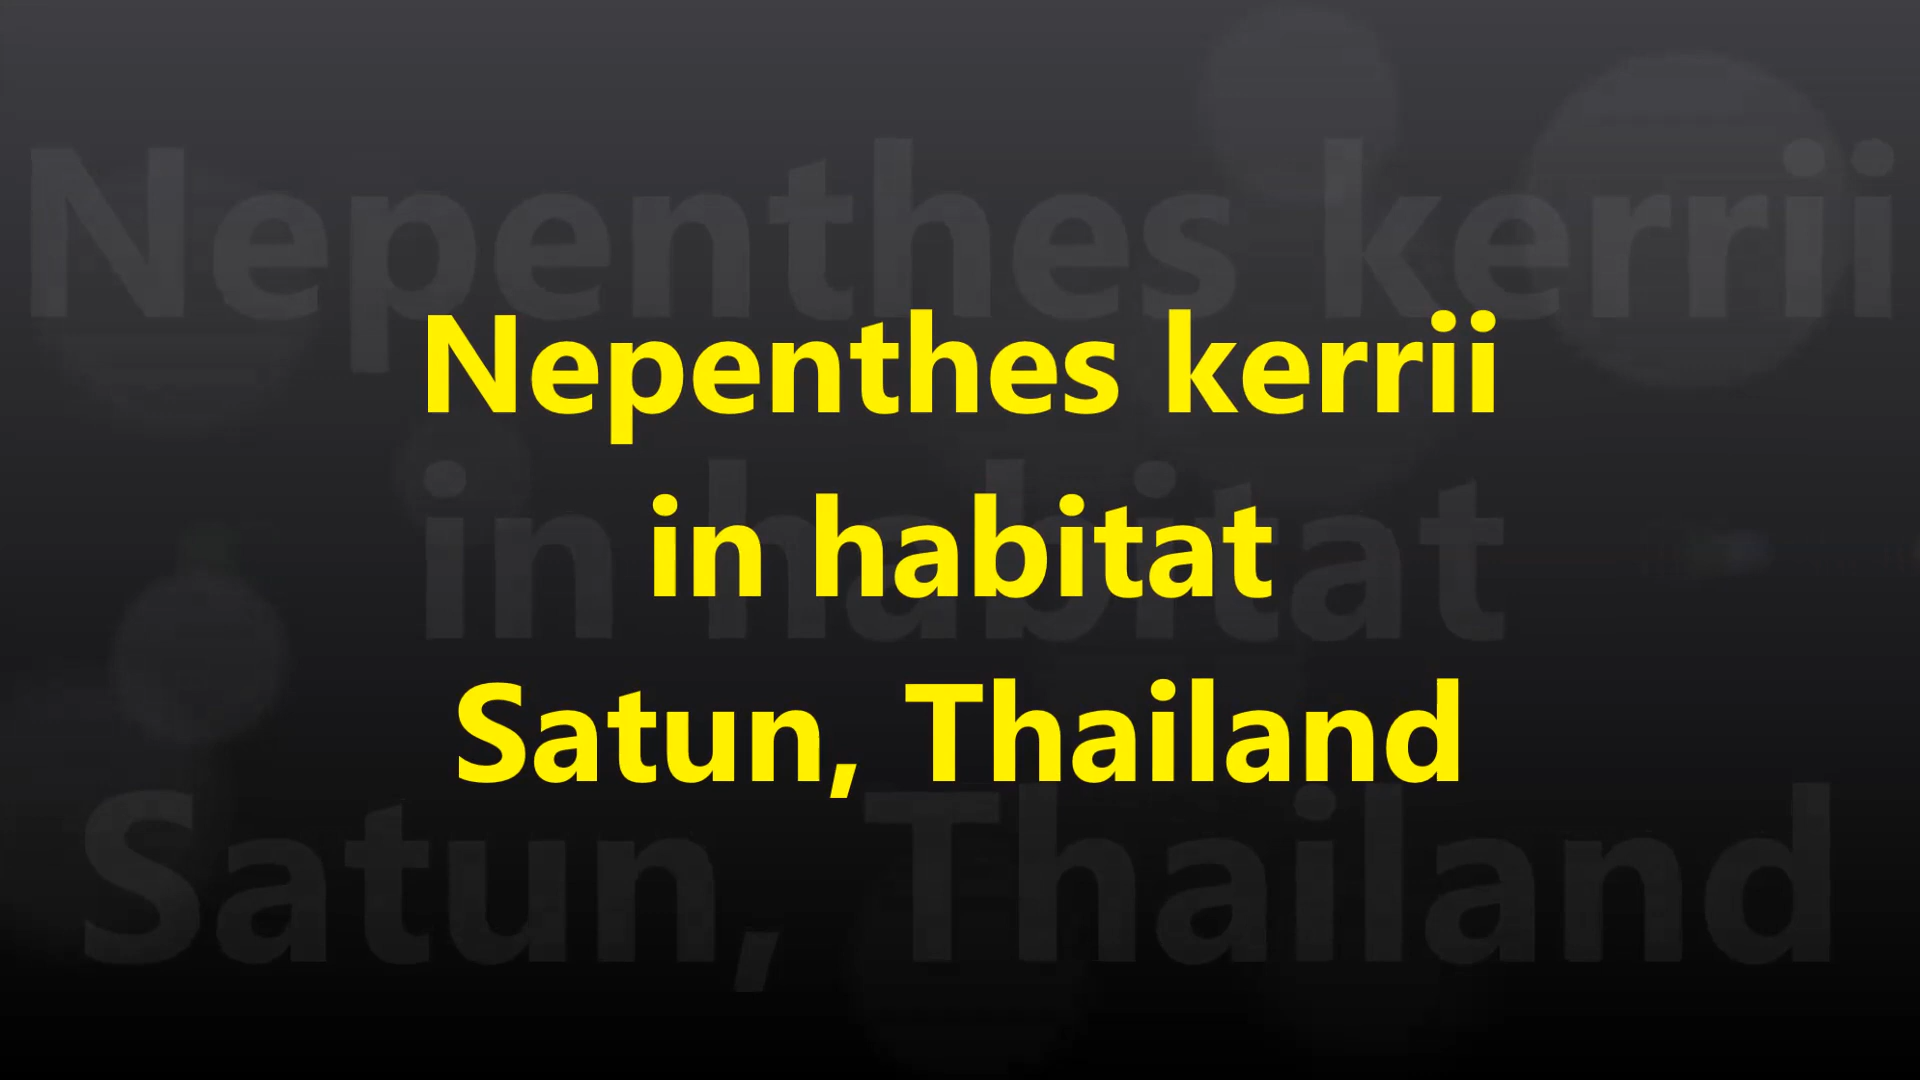 Nepenthes kerrii
in habitat
Satun, Thailand